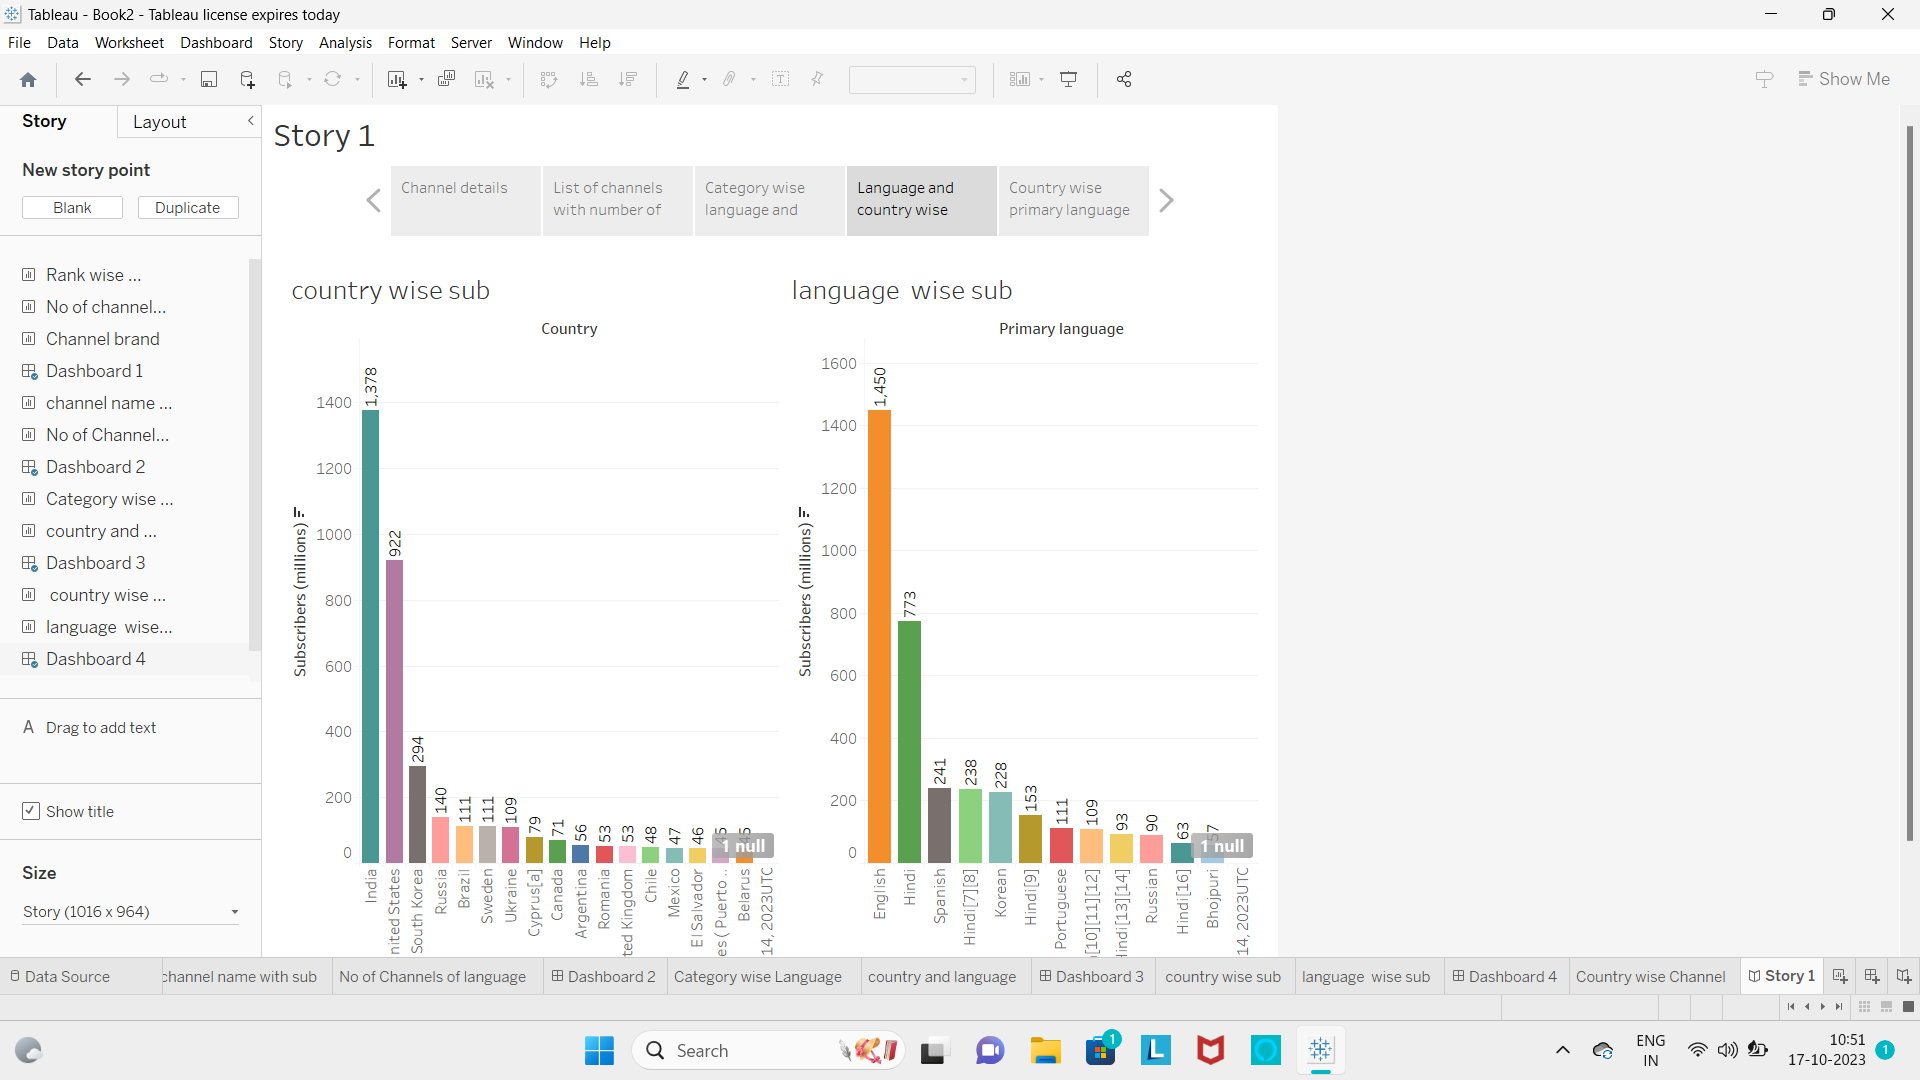 Tableau - Book2 - Tableau license expires today
File Data Worksheet Dashboard Story Analysis Format Server Window Help
Show Me
Story Layout
New story point
Blank Duplicate
Rank wise ...
No of channel...
Channel brand
Dashboard 1
channel name ...
No of Channel...
Dashboard 2
Category wise ...
country and ...
Dashboard 3
country wise ...
language wise...
Dashboard 4
A Drag to add text
Show title
Size
Story (1016 x 964)
Story 1
Channel details
List of channels
with number of
Category wise
language and
Language and
country wise
Country wise
primary language
country wise sub
Country
Subscribers (millions)
1400
1200
1000
800
600
400
200
0
1,378
922
294
140
111
111
109
79
71
56
53
53
48
47
46
45
45
1 null
India
nited States
South Korea
Russia
Brazil
Sweden
Ukraine
Cyprus[a]
Canada
Argentina
Romania
ted Kingdom
Chile
Mexico
El Salvador
es ( Puerto ..
Belarus
14, 2023UTC
language wise sub
Primary language
Subscribers (millions)
1600
1400
1200
1000
800
600
400
200
0
1,450
773
241
238
228
153
111
109
93
90
63
57
1 null
English
Hindi
Spanish
Hindi[7][8]
Korean
Hindi[9]
Portuguese
[10][11][12]
Hindi[13][14]
Russian
Hindi[16]
Bhojpuri
14, 2023UTC
Data Source channel name with sub No of Channels of language Dashboard 2 Category wise Language country and language Dashboard 3 country wise sub language wise sub Dashboard 4 Country wise Channel Story 1
Search
1
ENG
IN
10:51
17-10-2023
1